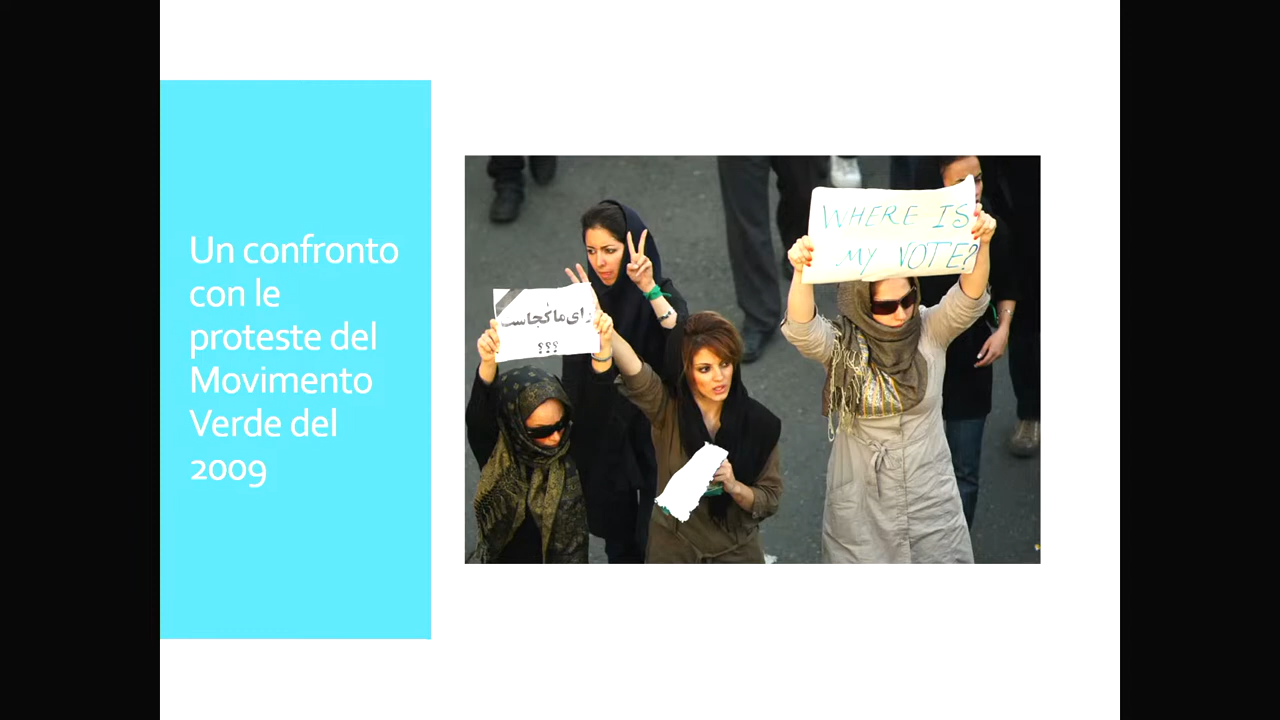 Un confronto
con le
proteste del
Movimento
Verde del
2009
رای ما کجاست
؟؟؟
WHERE IS
MY VOTE?